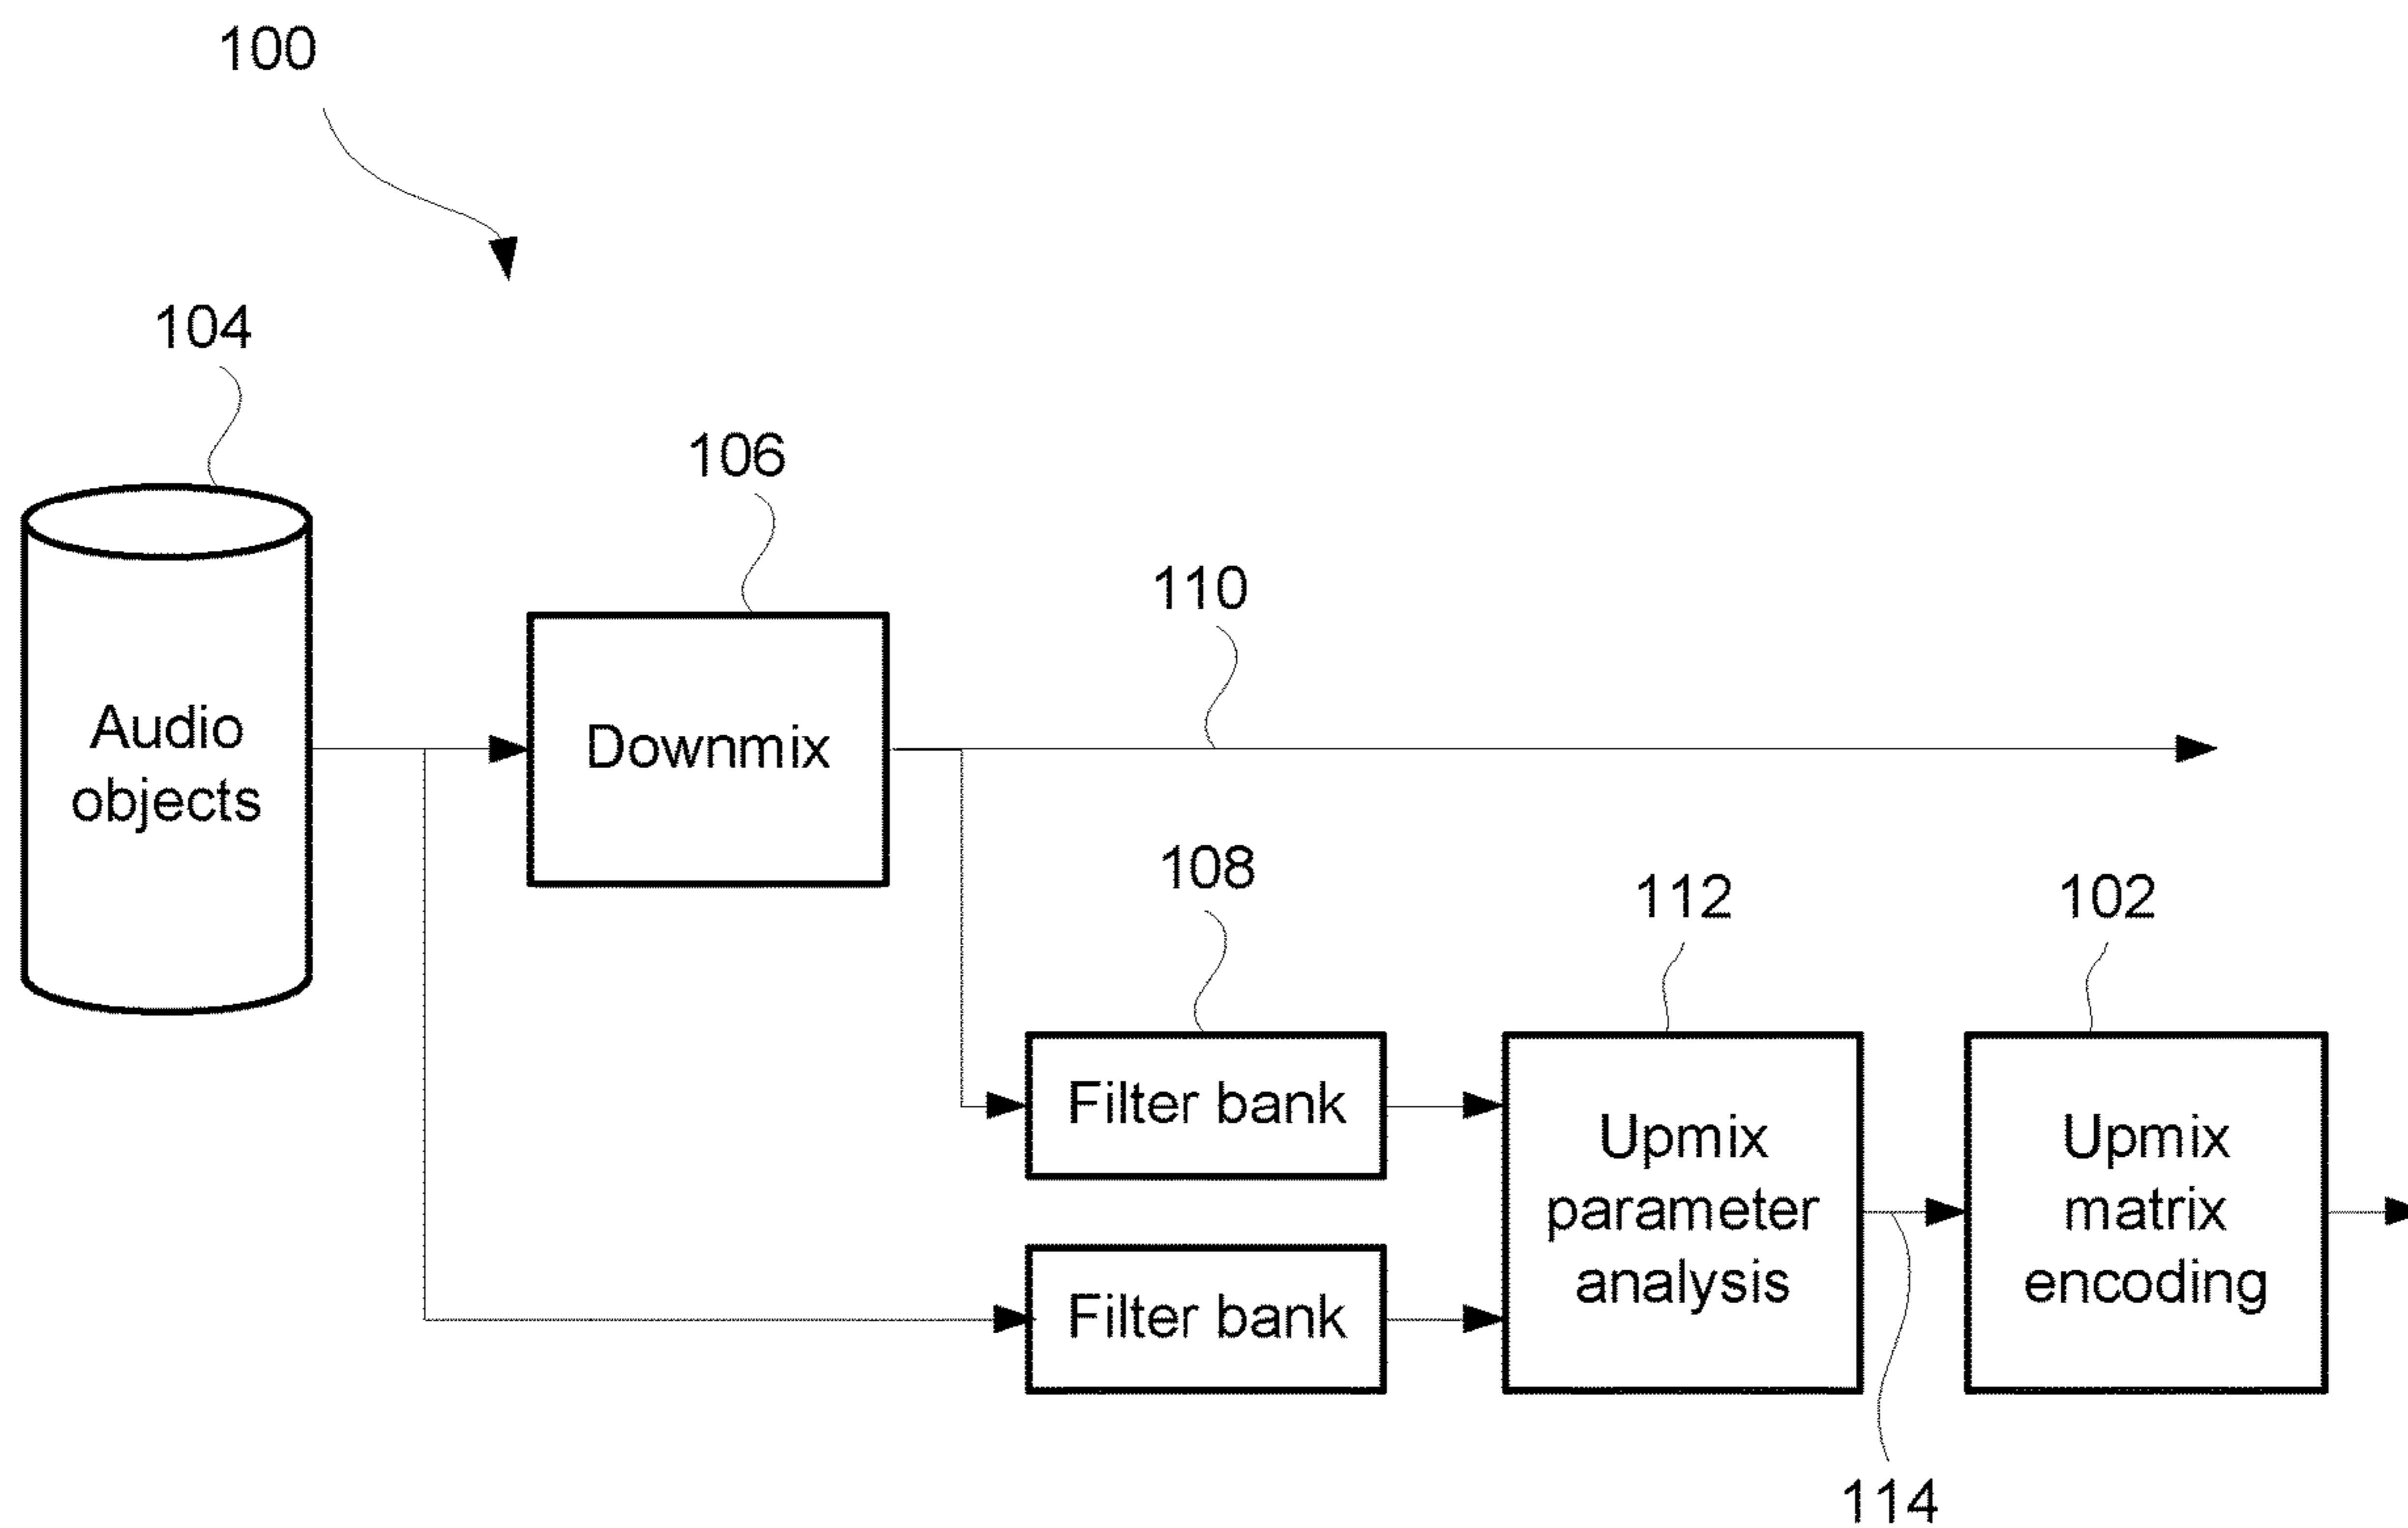 100
104
106
110
Audio
objects
Downmix
108
112
102
Filter bank
Upmix
parameter
analysis
Upmix
matrix
encoding
Filter bank
114